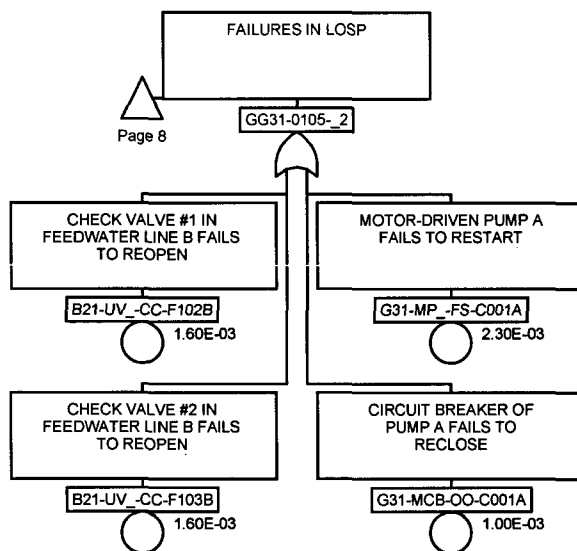 FAILURES IN LOSP
Page 8
GG31-0105-_2
CHECK VALVE #1 IN
FEEDWATER LINE B FAILS
TO REOPEN
B21-UV_-CC-F102B
1.60E-03
MOTOR-DRIVEN PUMP A
FAILS TO RESTART
G31-MP_-FS-C001A
2.30E-03
CHECK VALVE #2 IN
FEEDWATER LINE B FAILS
TO REOPEN
B21-UV_-CC-F103B
1.60E-03
CIRCUIT BREAKER OF
PUMP A FAILS TO
RECLOSE
G31-MCB-OO-C001A
1.00E-03